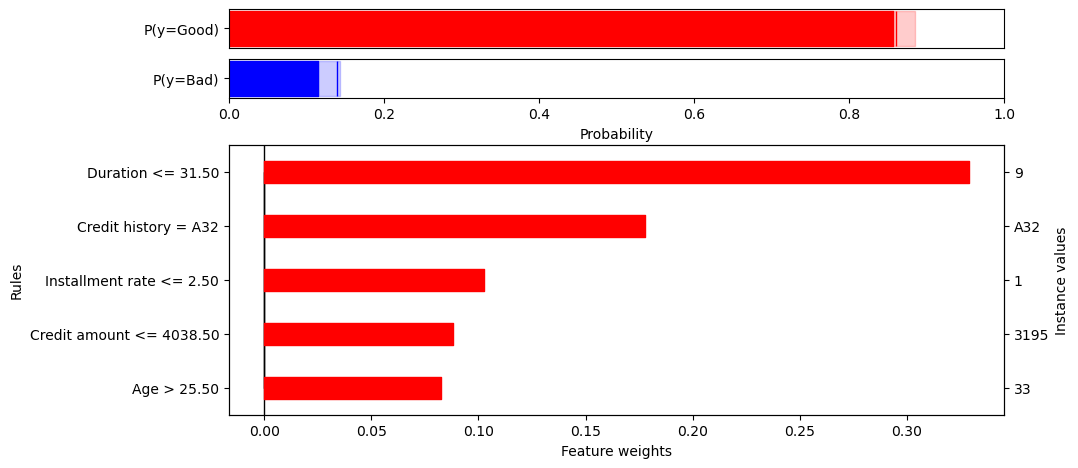 P(y=Good)
P(y=Bad)
0.0 0.2 0.4 0.6 0.8 1.0
Probability
Rules
Duration <= 31.50 9
Credit history = A32 A32
Installment rate <= 2.50 1
Credit amount <= 4038.50 3195
Age > 25.50 33
Instance values
0.00 0.05 0.10 0.15 0.20 0.25 0.30
Feature weights